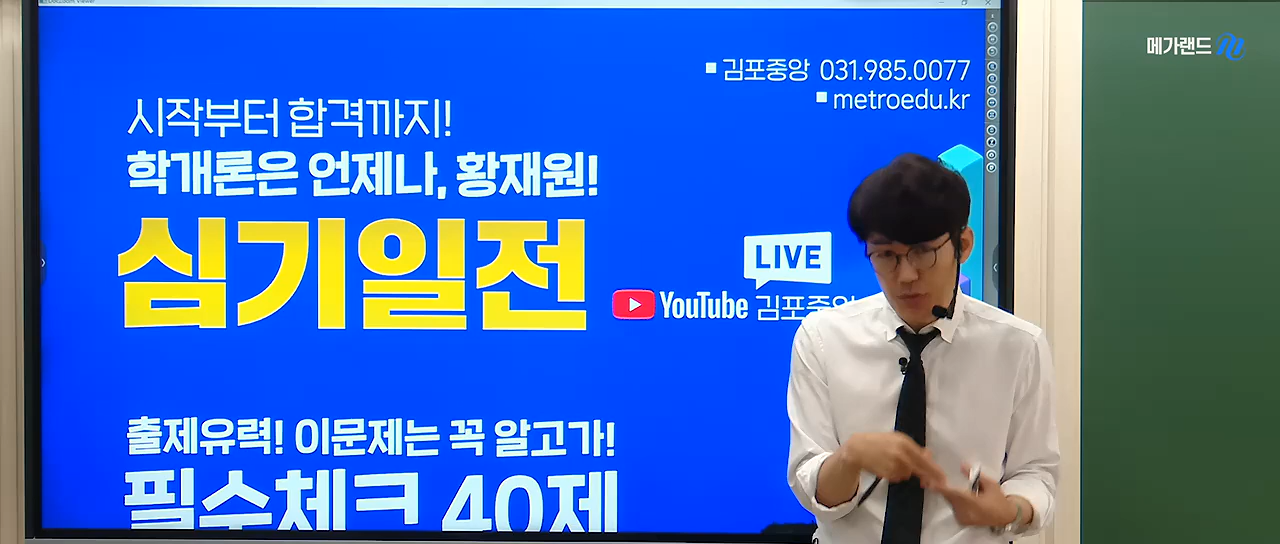 메가랜드
김포중앙 031.985.0077
metroedu.kr
시작부터 합격까지!
학개론은 언제나, 황재원!
심기일전
LIVE
YouTube 김포중앙
출제유력! 이문제는 꼭 알고가!
필수체크 40제